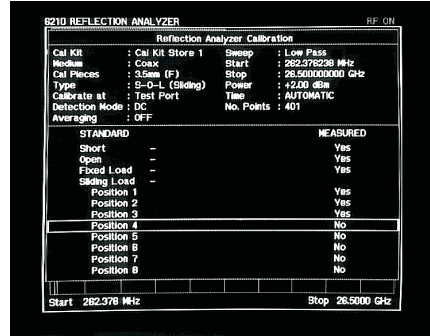 6210 REFLECTION ANALYZER RF ON
Reflection Analyzer Calibration
Cal Kit : Cal Kit Store 1 Sweep : Low Pass
Medium : Coax Start : 262.376238 MHz
Cal Pieces : 3.5mm (F) Stop : 26.500000000 GHz
Type : S-O-L (Sliding) Power : +2.00 dBm
Calibrate at : Test Port Time : AUTOMATIC
Detection Mode : DC No. Points : 401
Averaging : OFF
STANDARD MEASURED
Short - Yes
Open - Yes
Fixed Load - Yes
Sliding Load -
Position 1 Yes
Position 2 Yes
Position 3 Yes
Position 4 No
Position 5 No
Position 6 No
Position 7 No
Position 8 No
Start 262.376 MHz Stop 26.5000 GHz